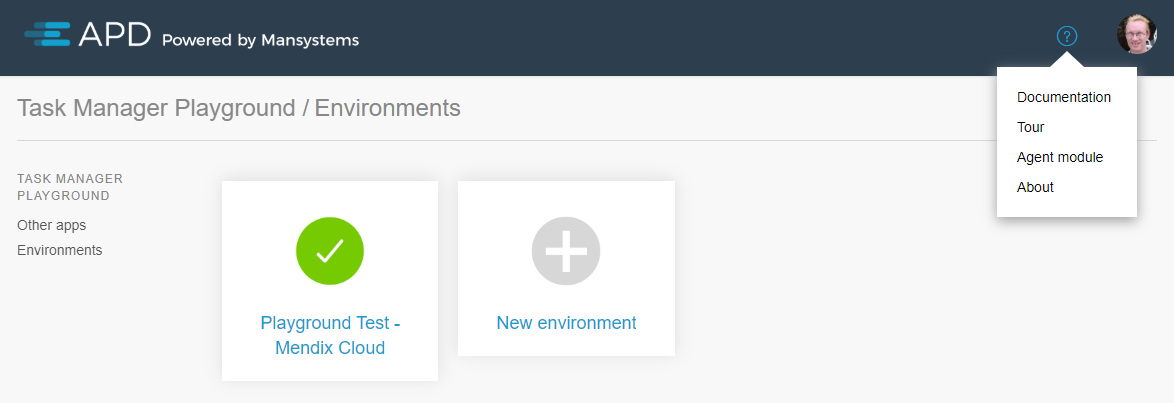 APD Powered by Mansystems
?
Documentation
Tour
Agent module
About
Task Manager Playground / Environments
TASK MANAGER
PLAYGROUND
Other apps
Environments
Playground Test -
Mendix Cloud
New environment